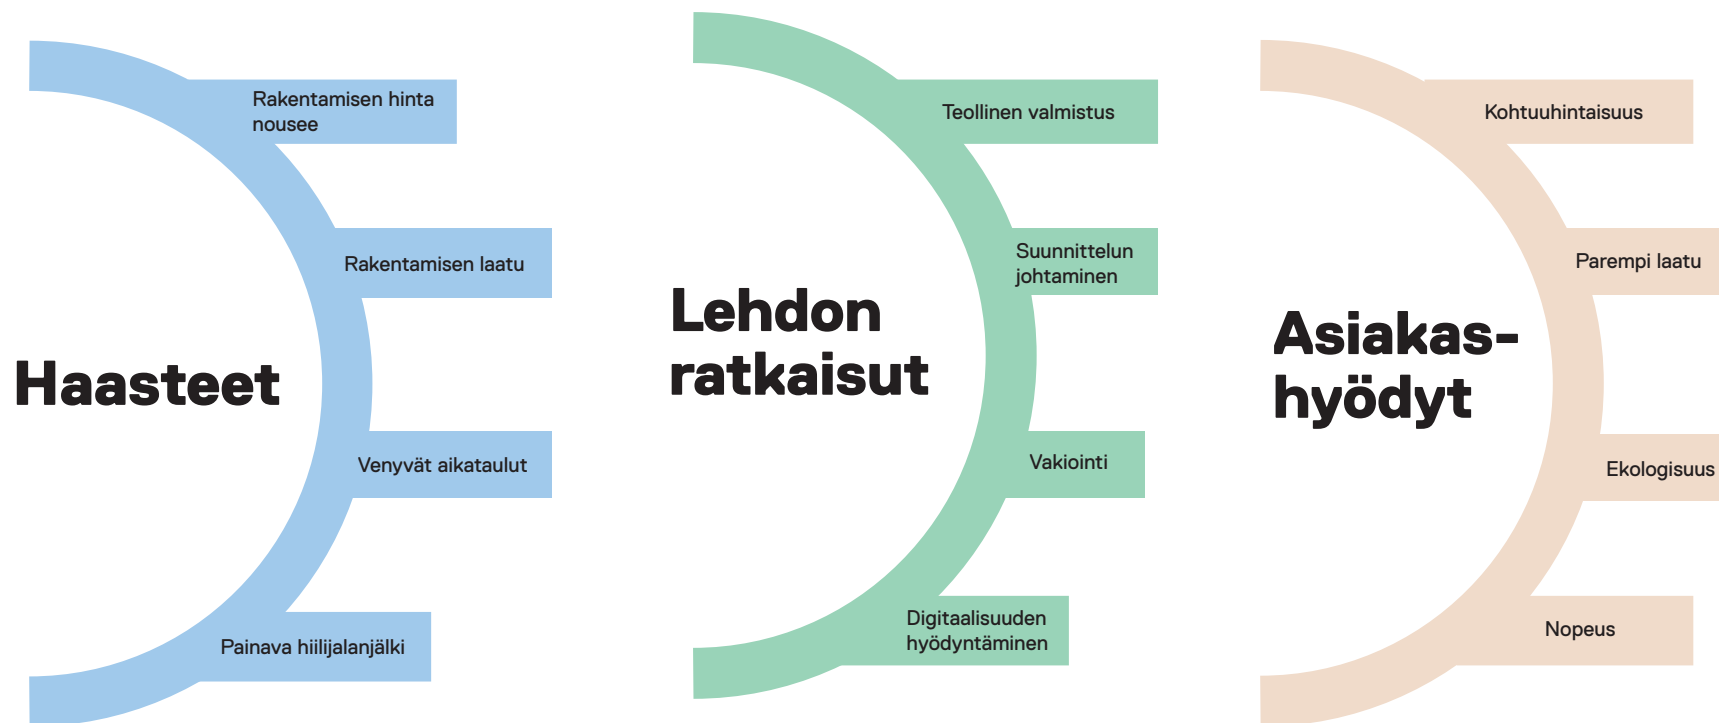 Haasteet
Rakentamisen hinta
nousee
Rakentamisen laatu
Venyvät aikataulut
Painava hiilijalanjälki
Lehdon
ratkaisut
Teollinen valmistus
Suunnittelun
johtaminen
Vakiointi
Digitaalisuuden
hyödyntäminen
Asiakas-
hyödyt
Kohtuuhintaisuus
Parempi laatu
Ekologisuus
Nopeus